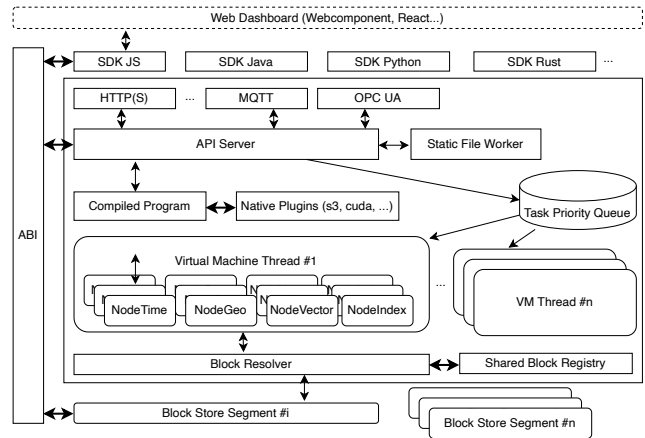 Web Dashboard (Webcomponent, React...)
SDK JS
SDK Java
SDK Python
SDK Rust
...
HTTP(S)
...
MQTT
OPC UA
API Server
Static File Worker
ABI
Compiled Program
Native Plugins (s3, cuda, ...)
Task Priority Queue
Virtual Machine Thread #1
...
VM Thread #n
NodeTime
NodeGeo
NodeVector
NodeIndex
Block Resolver
Shared Block Registry
Block Store Segment #i
Block Store Segment #n